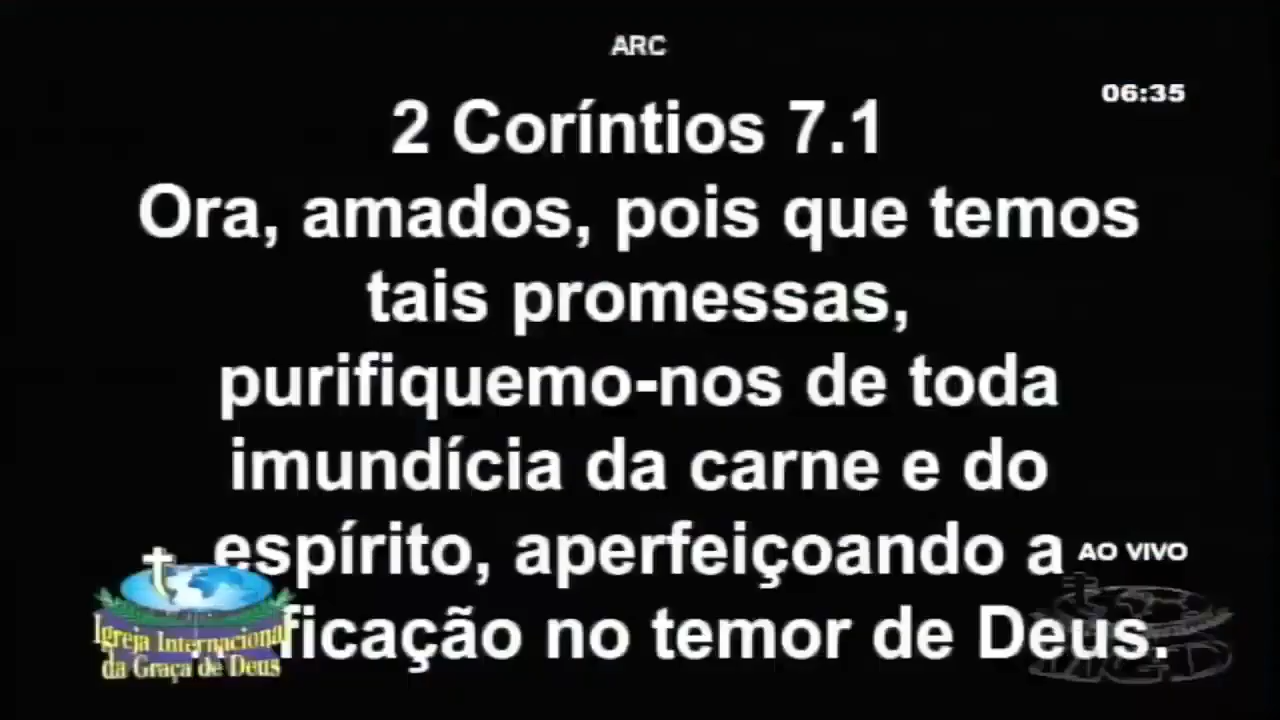 ARC
06:35
2 Coríntios 7.1
Ora, amados, pois que temos
tais promessas,
purifiquemo-nos de toda
imundícia da carne e do
espírito, aperfeiçoando a
AO VIVO
ficação no temor de Deus.
Igreja Internacional
da Graça de Deus